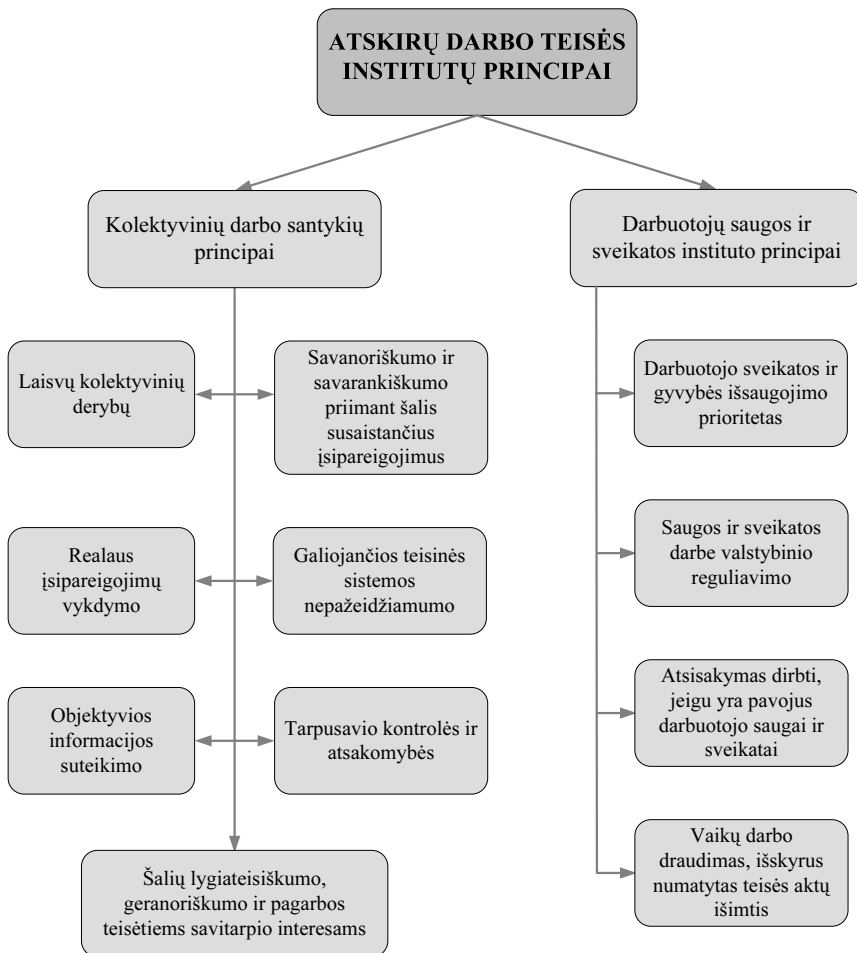 ATSKIRŲ DARBO TEISĖS
INSTITUTŲ PRINCIPAI
Kolektyvinių darbo santykių
principai
Darbuotojų saugos ir
sveikatos instituto principai
Laisvų kolektyvinių
derybų
Savanoriškumo ir
savarankiškumo
priimant šalis
susaistančius
įsipareigojimus
Darbuotojo sveikatos ir
gyvybės išsaugojimo
prioritetas
Realaus
įsipareigojimų
vykdymo
Galiojančios teisinės
sistemos
nepažeidžiamumo
Saugos ir sveikatos
darbe valstybinio
reguliavimo
Objektyvios
informacijos
suteikimo
Tarpusavio kontrolės ir
atsakomybės
Atsisakymas dirbti,
jeigu yra pavojus
darbuotojo saugai ir
sveikatai
Šalių lygiateisiškumo,
geranoriškumo ir pagarbos
teisėtiems savitarpio interesams
Vaikų darbo
draudimas, išskyrus
numatytas teisės aktų
išimtis